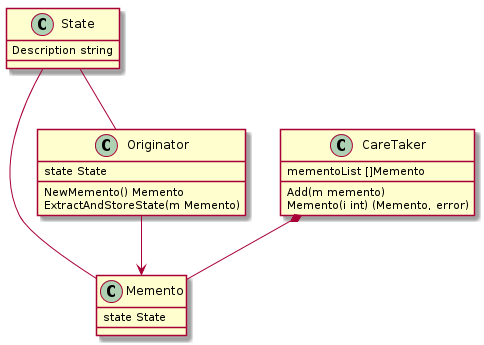 C State
Description string
C Originator
state State
NewMemento() Memento
ExtractAndStoreState(m Memento)
C CareTaker
mementoList []Memento
Add(m memento)
Memento(i int) (Memento, error)
C Memento
state State